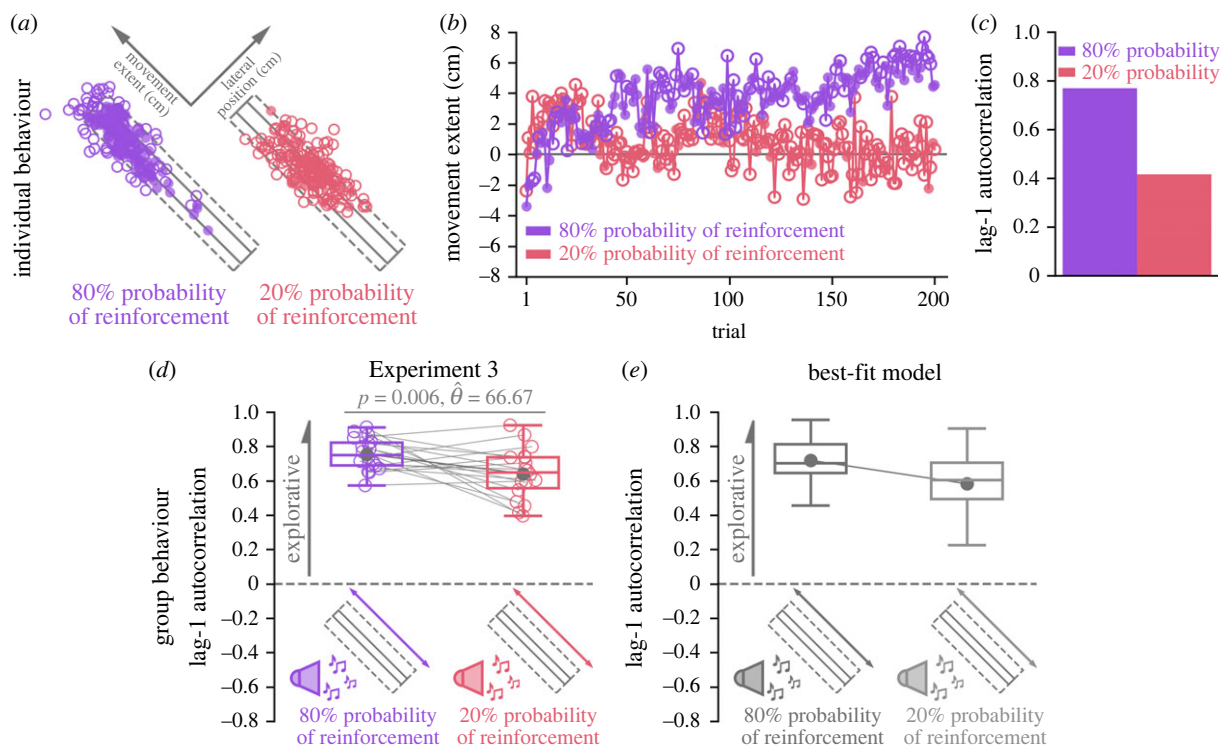 (a)
individual behaviour
movement
extent (cm)
lateral
position (cm)
80% probability
of reinforcement
20% probability
of reinforcement
(b)
movement extent (cm)
8
6
4
2
0
−2
−4
6
−8
80% probability of reinforcement
20% probability of reinforcement
1
50
100
150
200
trial
(c)
lag-1 autocorrelation
1.0
0.8
0.6
0.4
0.2
0
80% probability
20% probability
(d)
Experiment 3
p = 0.006, θ̂ = 66.67
group behaviour
lag-1 autocorrelation
1.0
0.8
0.6
0.4
0.2
0
−0.2
−0.4
−0.6
−0.8
explorative
80% probability
of reinforcement
20% probability
of reinforcement
(e)
best-fit model
lag-1 autocorrelation
1.0
0.8
0.6
0.4
0.2
0
−0.2
−0.4
−0.6
−0.8
explorative
80% probability
of reinforcement
20% probability
of reinforcement